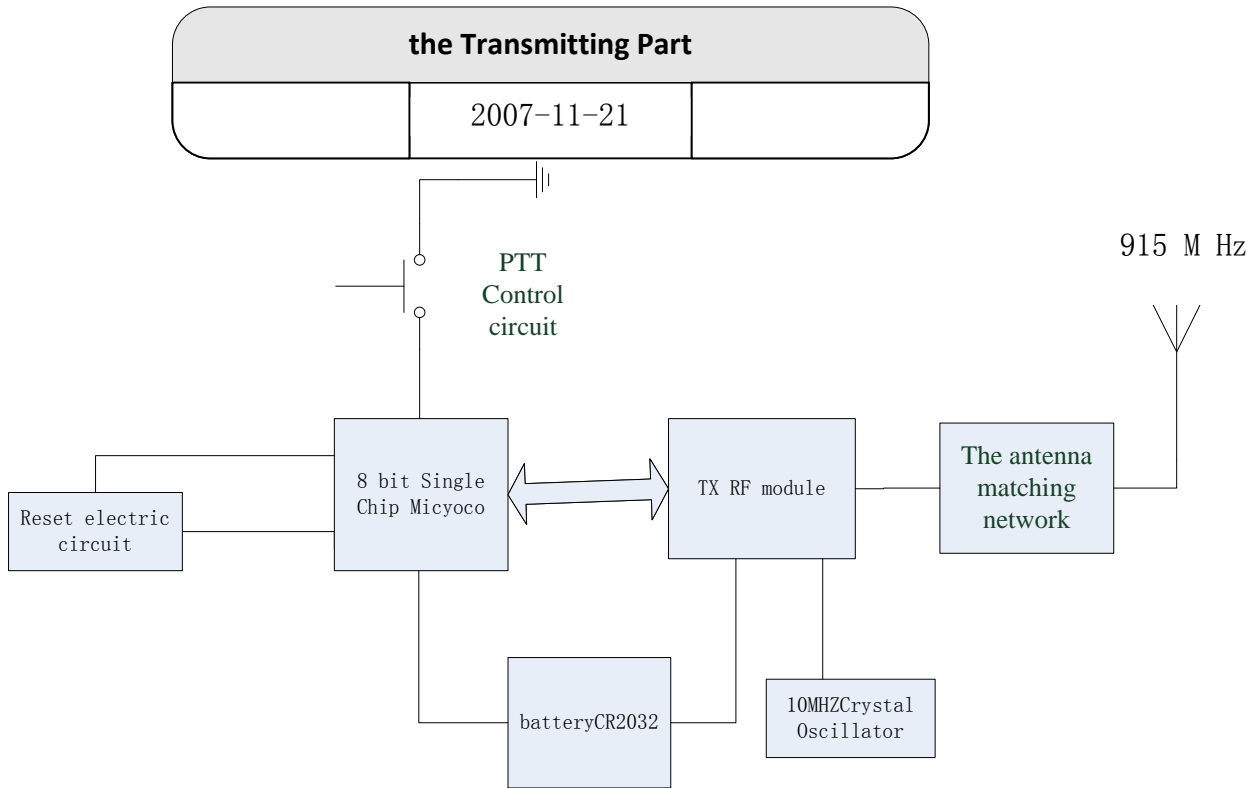 the Transmitting Part
2007-11-21
915 M Hz
PTT
Control
circuit
8 bit Single
Chip Micyoco
TX RF module
The antenna
matching
network
Reset electric
circuit
batteryCR2032
10MHZCrystal
Oscillator